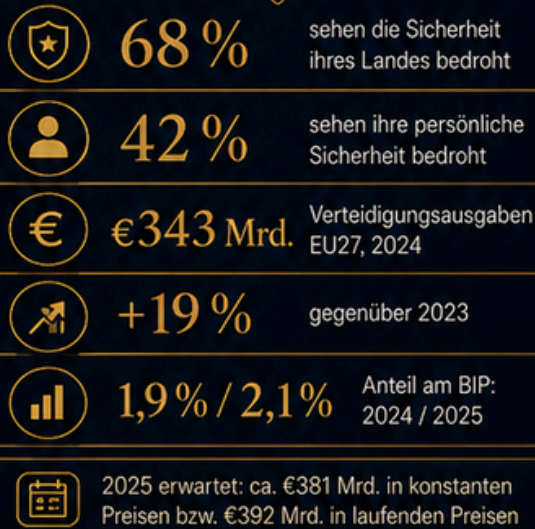 68 %
sehen die Sicherheit
ihres Landes bedroht
42 %
sehen ihre persönliche
Sicherheit bedroht
€
€343 Mrd.
Verteidigungsausgaben
EU27, 2024
+19 %
gegenüber 2023
1,9 % / 2,1%
Anteil am BIP:
2024 / 2025
2025 erwartet: ca. €381 Mrd. in konstanten
Preisen bzw. €392 Mrd. in laufenden Preisen